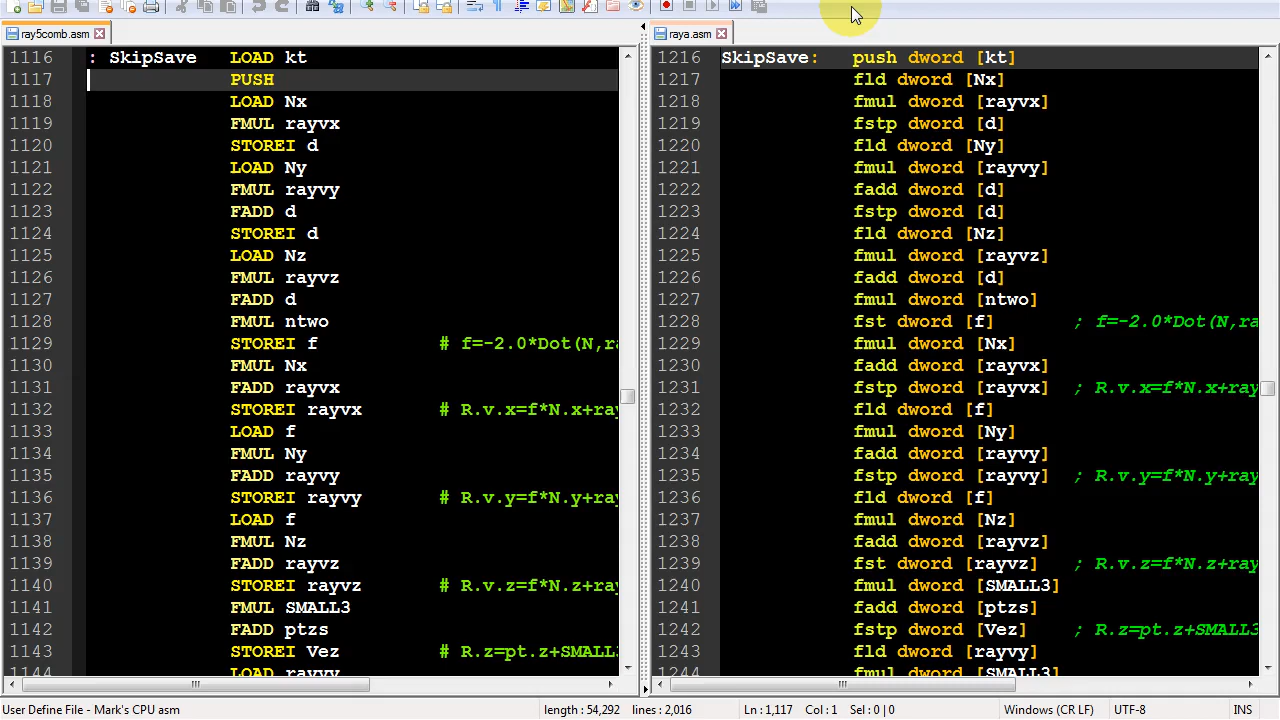 ray5comb.asm
1116 : SkipSave LOAD kt
1117 PUSH
1118 LOAD Nx
1119 FMUL rayvx
1120 STOREI d
1121 LOAD Ny
1122 FMUL rayvy
1123 FADD d
1124 STOREI d
1125 LOAD Nz
1126 FMUL rayvz
1127 FADD d
1128 FMUL ntwo
1129 STOREI f # f=-2.0*Dot(N,ra
1130 FMUL Nx
1131 FADD rayvx
1132 STOREI rayvx # R.v.x=f*N.x+ray
1133 LOAD f
1134 FMUL Ny
1135 FADD rayvy
1136 STOREI rayvy # R.v.y=f*N.y+ray
1137 LOAD f
1138 FMUL Nz
1139 FADD rayvz
1140 STOREI rayvz # R.v.z=f*N.z+ray
1141 FMUL SMALL3
1142 FADD ptzs
1143 STOREI Vez # R.z=pt.z+SMALL
1144 LOAD rayvy
raya.asm
1216 SkipSave: push dword [kt]
1217 fld dword [Nx]
1218 fmul dword [rayvx]
1219 fstp dword [d]
1220 fld dword [Ny]
1221 fmul dword [rayvy]
1222 fadd dword [d]
1223 fstp dword [d]
1224 fld dword [Nz]
1225 fmul dword [rayvz]
1226 fadd dword [d]
1227 fmul dword [ntwo]
1228 fst dword [f] ; f=-2.0*Dot(N,ra
1229 fmul dword [Nx]
1230 fadd dword [rayvx]
1231 fstp dword [rayvx] ; R.v.x=f*N.x+ray
1232 fld dword [f]
1233 fmul dword [Ny]
1234 fadd dword [rayvy]
1235 fstp dword [rayvy] ; R.v.y=f*N.y+ray
1236 fld dword [f]
1237 fmul dword [Nz]
1238 fadd dword [rayvz]
1239 fst dword [rayvz] ; R.v.z=f*N.z+ray
1240 fmul dword [SMALL3]
1241 fadd dword [ptzs]
1242 fstp dword [Vez] ; R.z=pt.z+SMALL3
1243 fld dword [rayvy]
1244 fmul dword [SMALL3]
User Define File - Mark's CPU asm length : 54,292 lines : 2,016 Ln : 1,117 Col : 1 Sel : 0 | 0 Windows (CR LF) UTF-8 INS